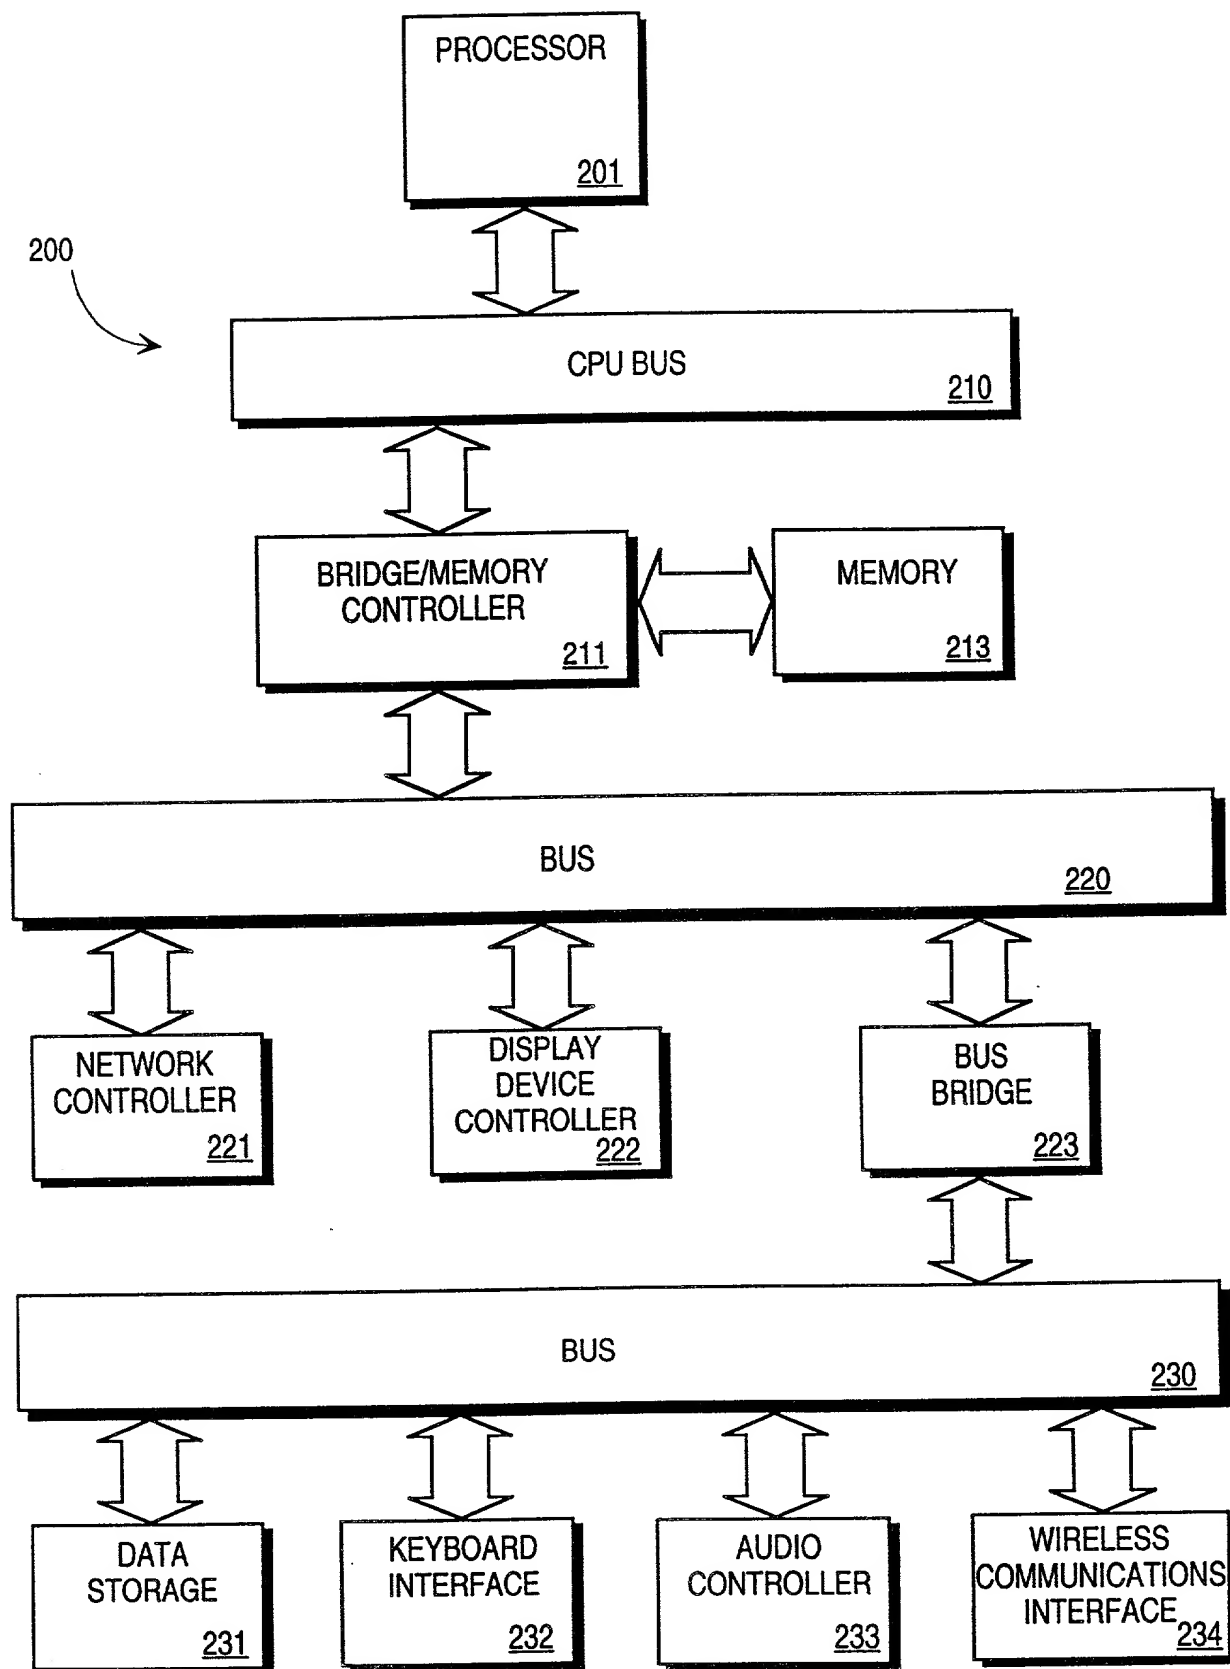 PROCESSOR
201
200
CPU BUS
210
BRIDGE/MEMORY
CONTROLLER
211
MEMORY
213
BUS
220
NETWORK
CONTROLLER
221
DISPLAY
DEVICE
CONTROLLER
222
BUS
BRIDGE
223
BUS
230
DATA
STORAGE
231
KEYBOARD
INTERFACE
232
AUDIO
CONTROLLER
233
WIRELESS
COMMUNICATIONS
INTERFACE
234